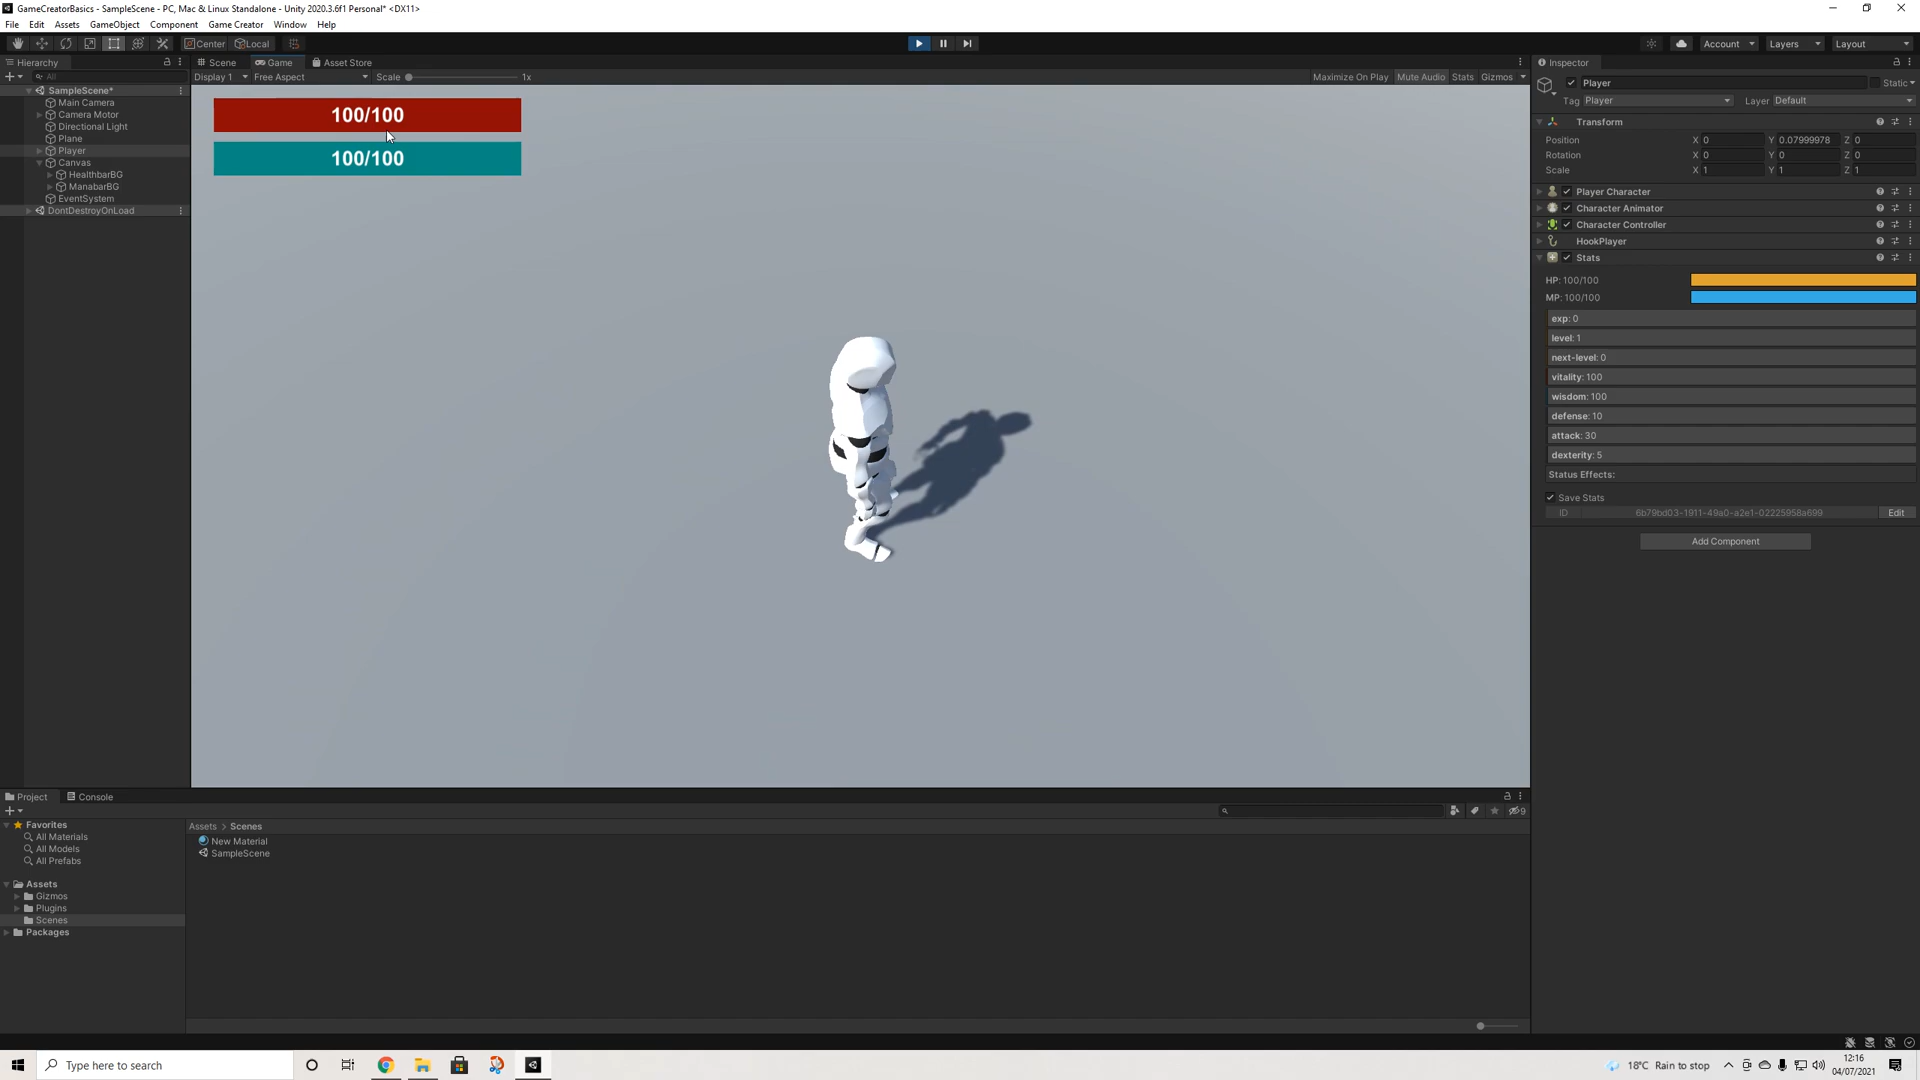 GameCreatorBasics - SampleScene - PC, Mac & Linux Standalone - Unity 2020.3.6f1 Personal* <DX11>
File Edit Assets GameObject Component Game Creator Window Help
Center Local Account Layers Layout
Hierarchy
All
SampleScene*
Main Camera
Camera Motor
Directional Light
Plane
Player
Canvas
HealthbarBG
ManabarBG
EventSystem
DontDestroyOnLoad
Scene Game Asset Store
Display 1 Free Aspect Scale 1x Maximize On Play Mute Audio Stats Gizmos
100/100
100/100
Inspector
Player Static
Tag Player Layer Default
Transform
Position X 0 Y 0.07999978 Z 0
Rotation X 0 Y 0 Z 0
Scale X 1 Y 1 Z 1
Player Character
Character Animator
Character Controller
HookPlayer
Stats
HP: 100/100
MP: 100/100
exp: 0
level: 1
next-level: 0
vitality: 100
wisdom: 100
defense: 10
attack: 30
dexterity: 5
Status Effects:
Save Stats
ID 6b79bd03-1911-49a0-a2e1-02225958a699 Edit
Add Component
Project Console
Favorites
All Materials
All Models
All Prefabs
Assets
Gizmos
Plugins
Scenes
Packages
Assets > Scenes
New Material
SampleScene
9
Type here to search
18°C Rain to stop
12:16
04/07/2021